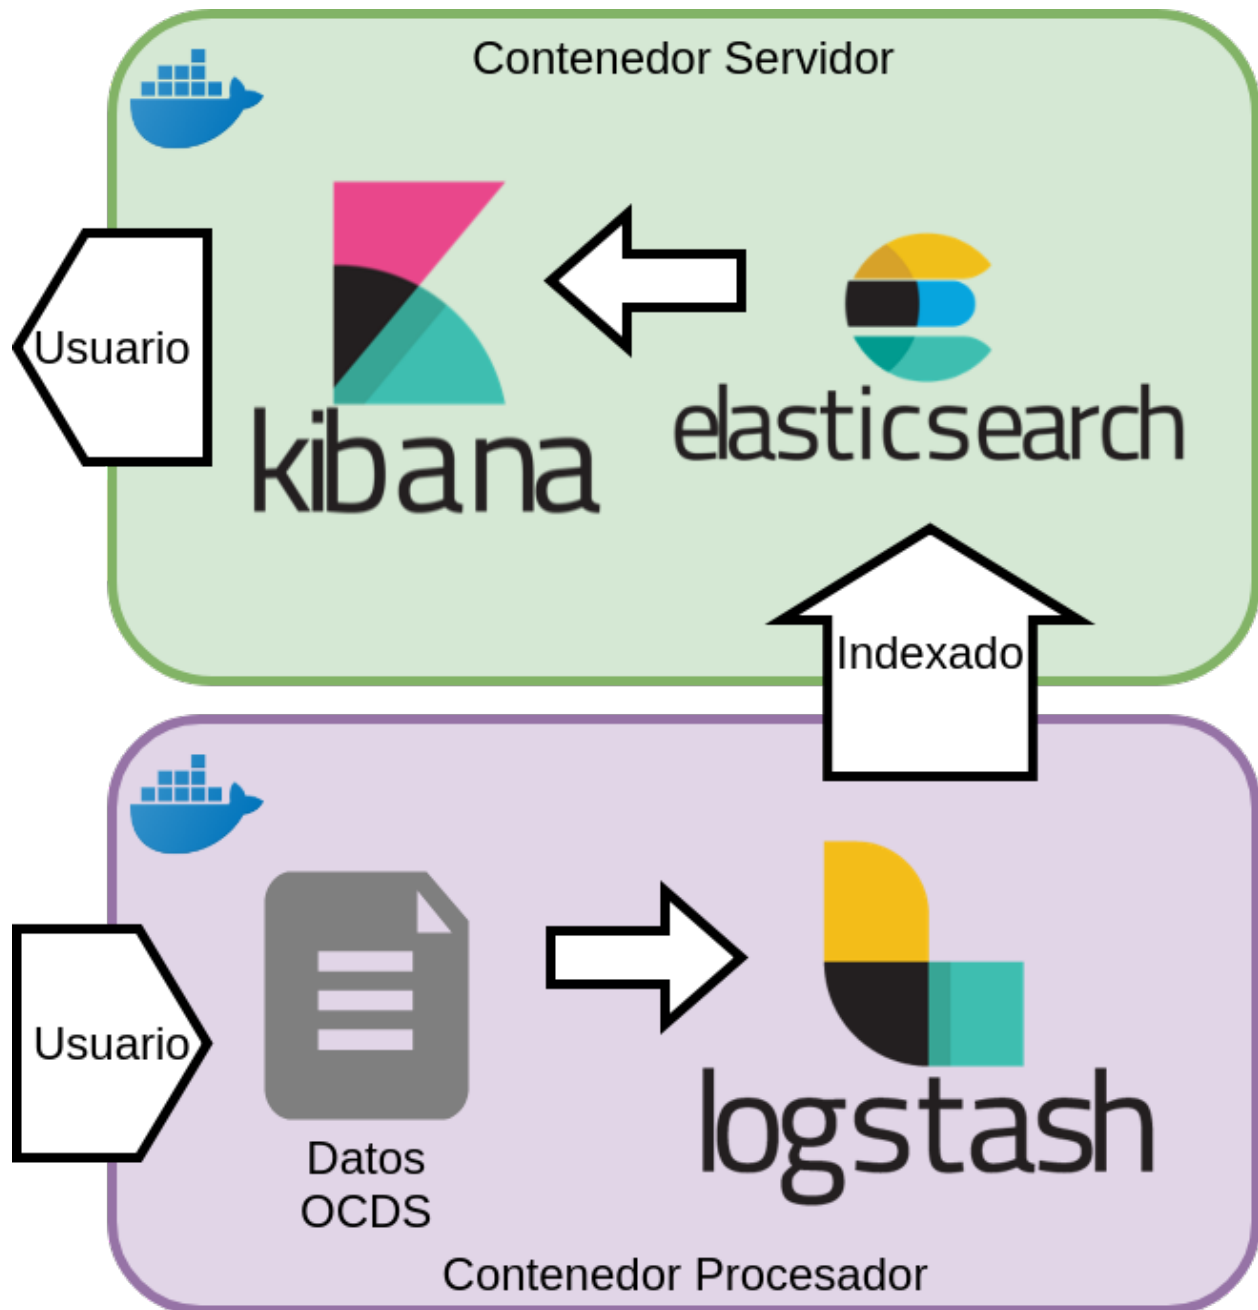 Contenedor Servidor
Usuario
kibana
elasticsearch
Indexado
Usuario
Datos
OCDS
logstash
Contenedor Procesador